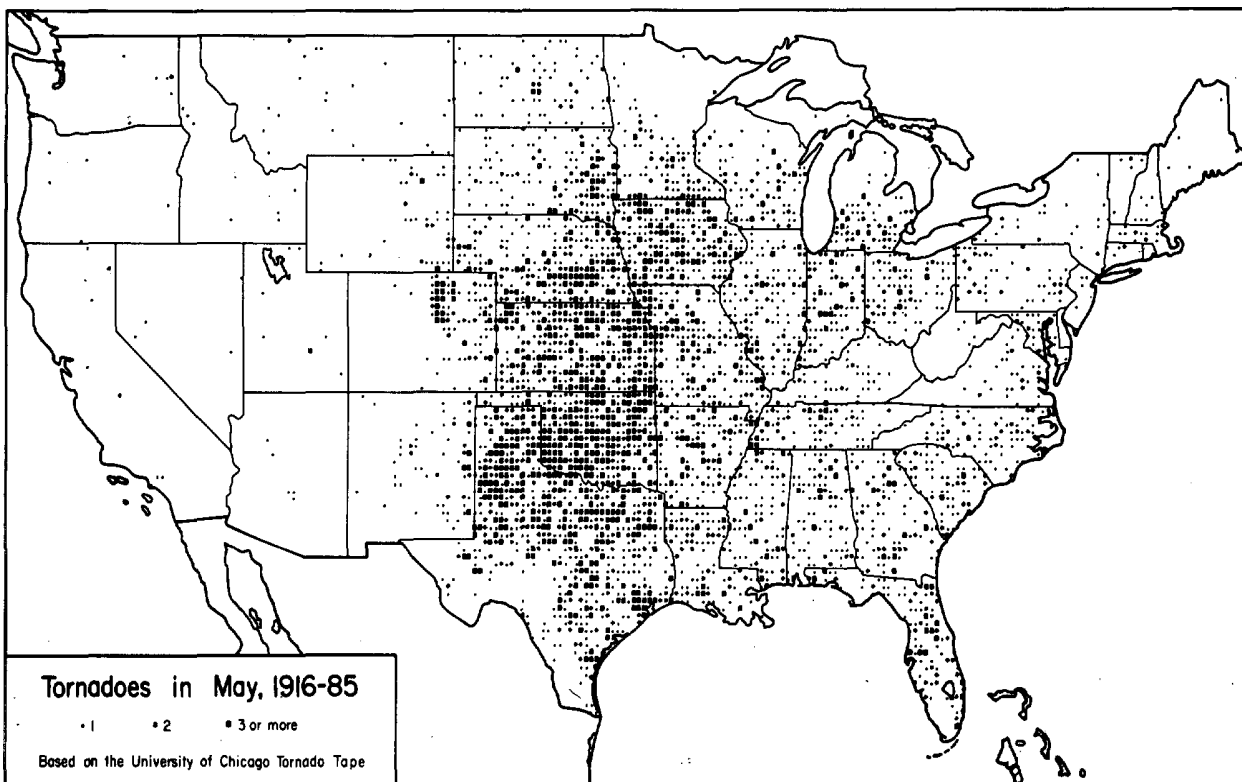 Tornadoes in May, 1916-85
1 2 3 or more
Based on the University of Chicago Tornado Tape